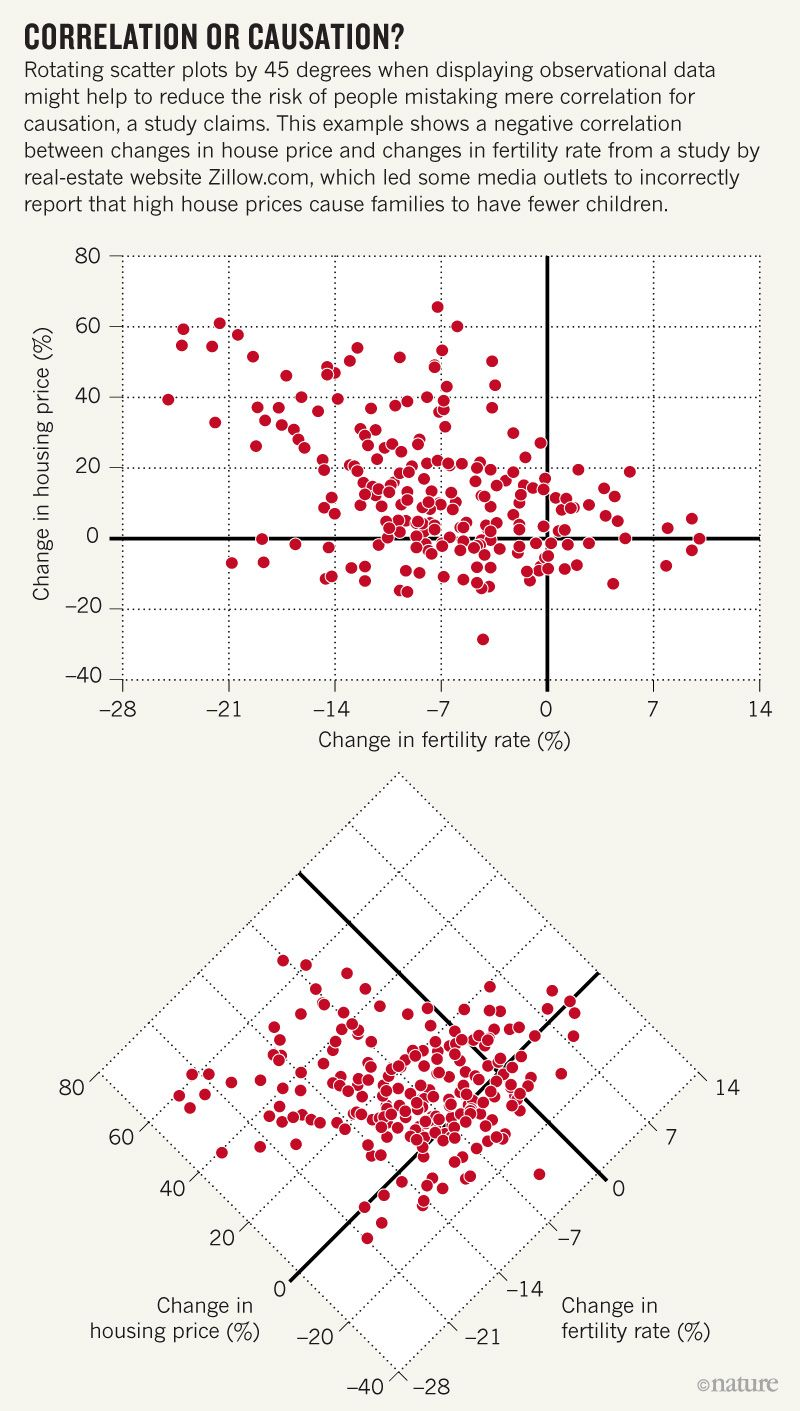 CORRELATION OR CAUSATION?
Rotating scatter plots by 45 degrees when displaying observational data
might help to reduce the risk of people mistaking mere correlation for
causation, a study claims. This example shows a negative correlation
between changes in house price and changes in fertility rate from a study by
real-estate website Zillow.com, which led some media outlets to incorrectly
report that high house prices cause families to have fewer children.
80
60
40
20
0
–20
–40
Change in housing price (%)
–28 –21 –14 –7 0 7 14
Change in fertility rate (%)
80 14
60 7
40 0
20 –7
0 –14
Change in
housing price (%)
Change in
fertility rate (%)
–20 –21
–40 –28
©nature